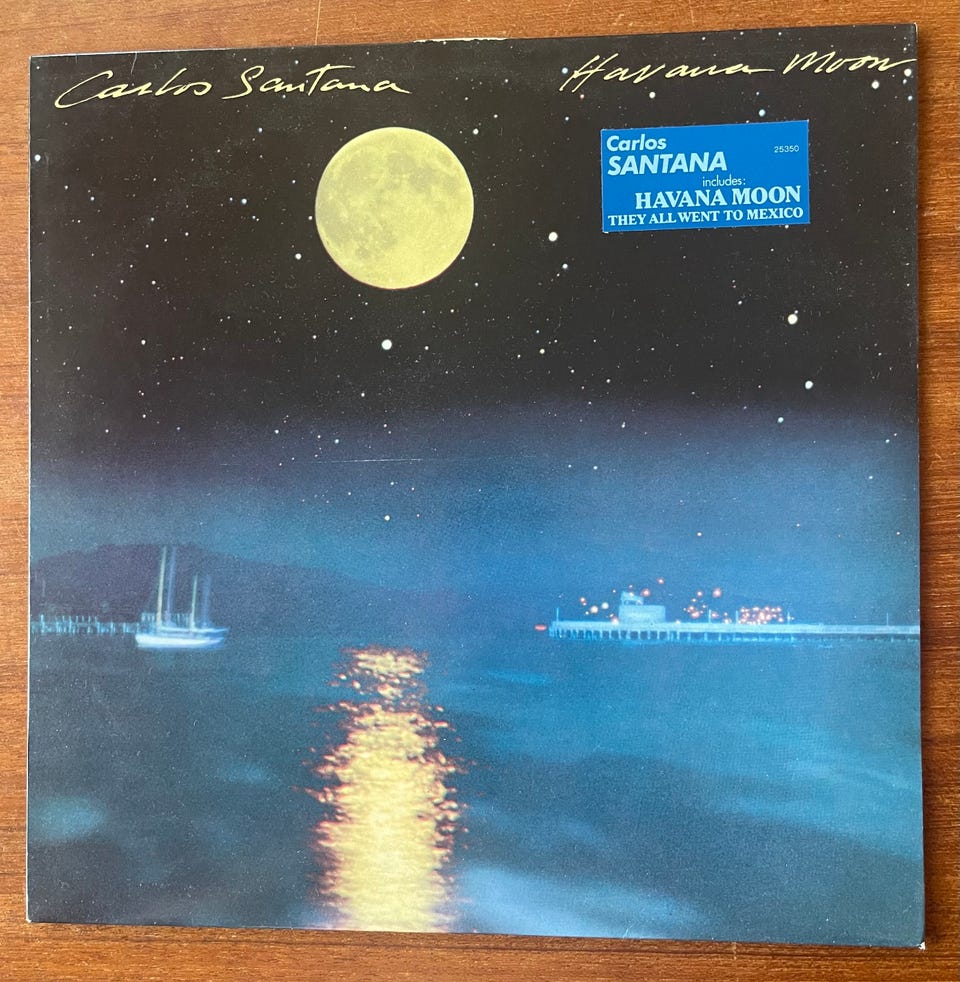 Carlos Santana
Havana Moon
Carlos
25350
SANTANA
includes:
HAVANA MOON
THEY ALL WENT TO MEXICO